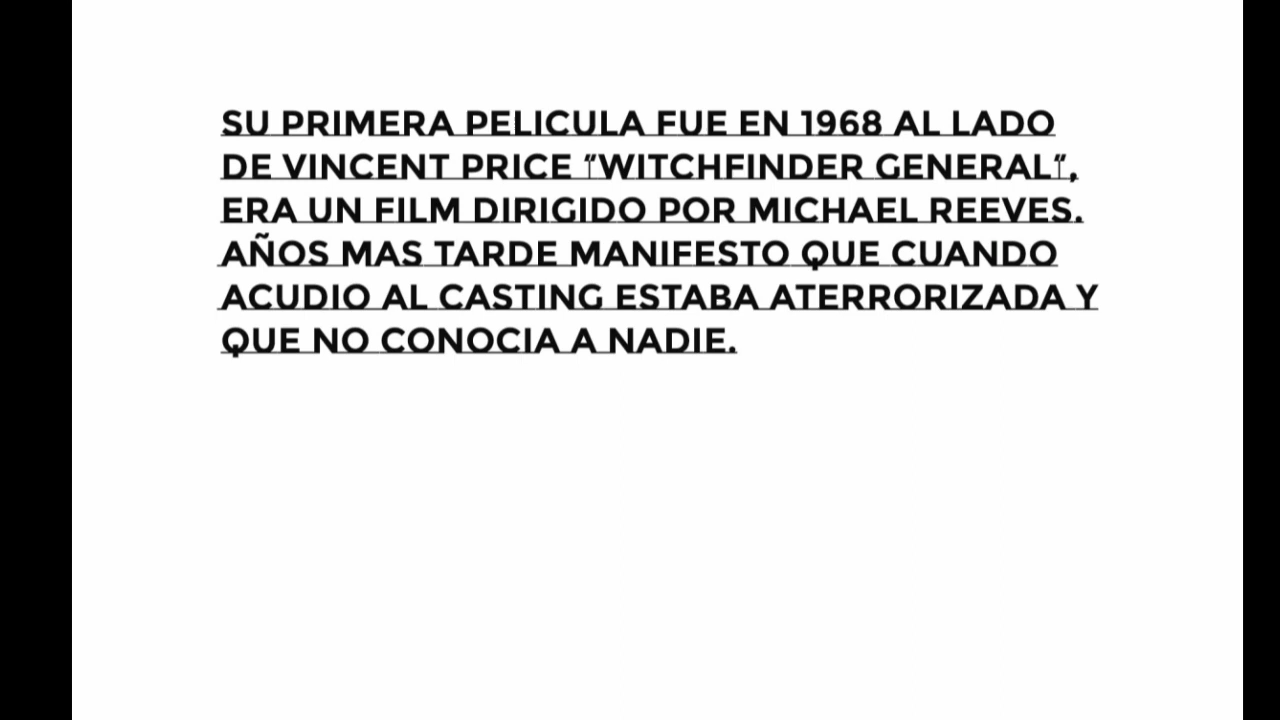 SU PRIMERA PELICULA FUE EN 1968 AL LADO
DE VINCENT PRICE "WITCHFINDER GENERAL",
ERA UN FILM DIRIGIDO POR MICHAEL REEVES.
AÑOS MAS TARDE MANIFESTO QUE CUANDO
ACUDIO AL CASTING ESTABA ATERRORIZADA Y
QUE NO CONOCIA A NADIE.